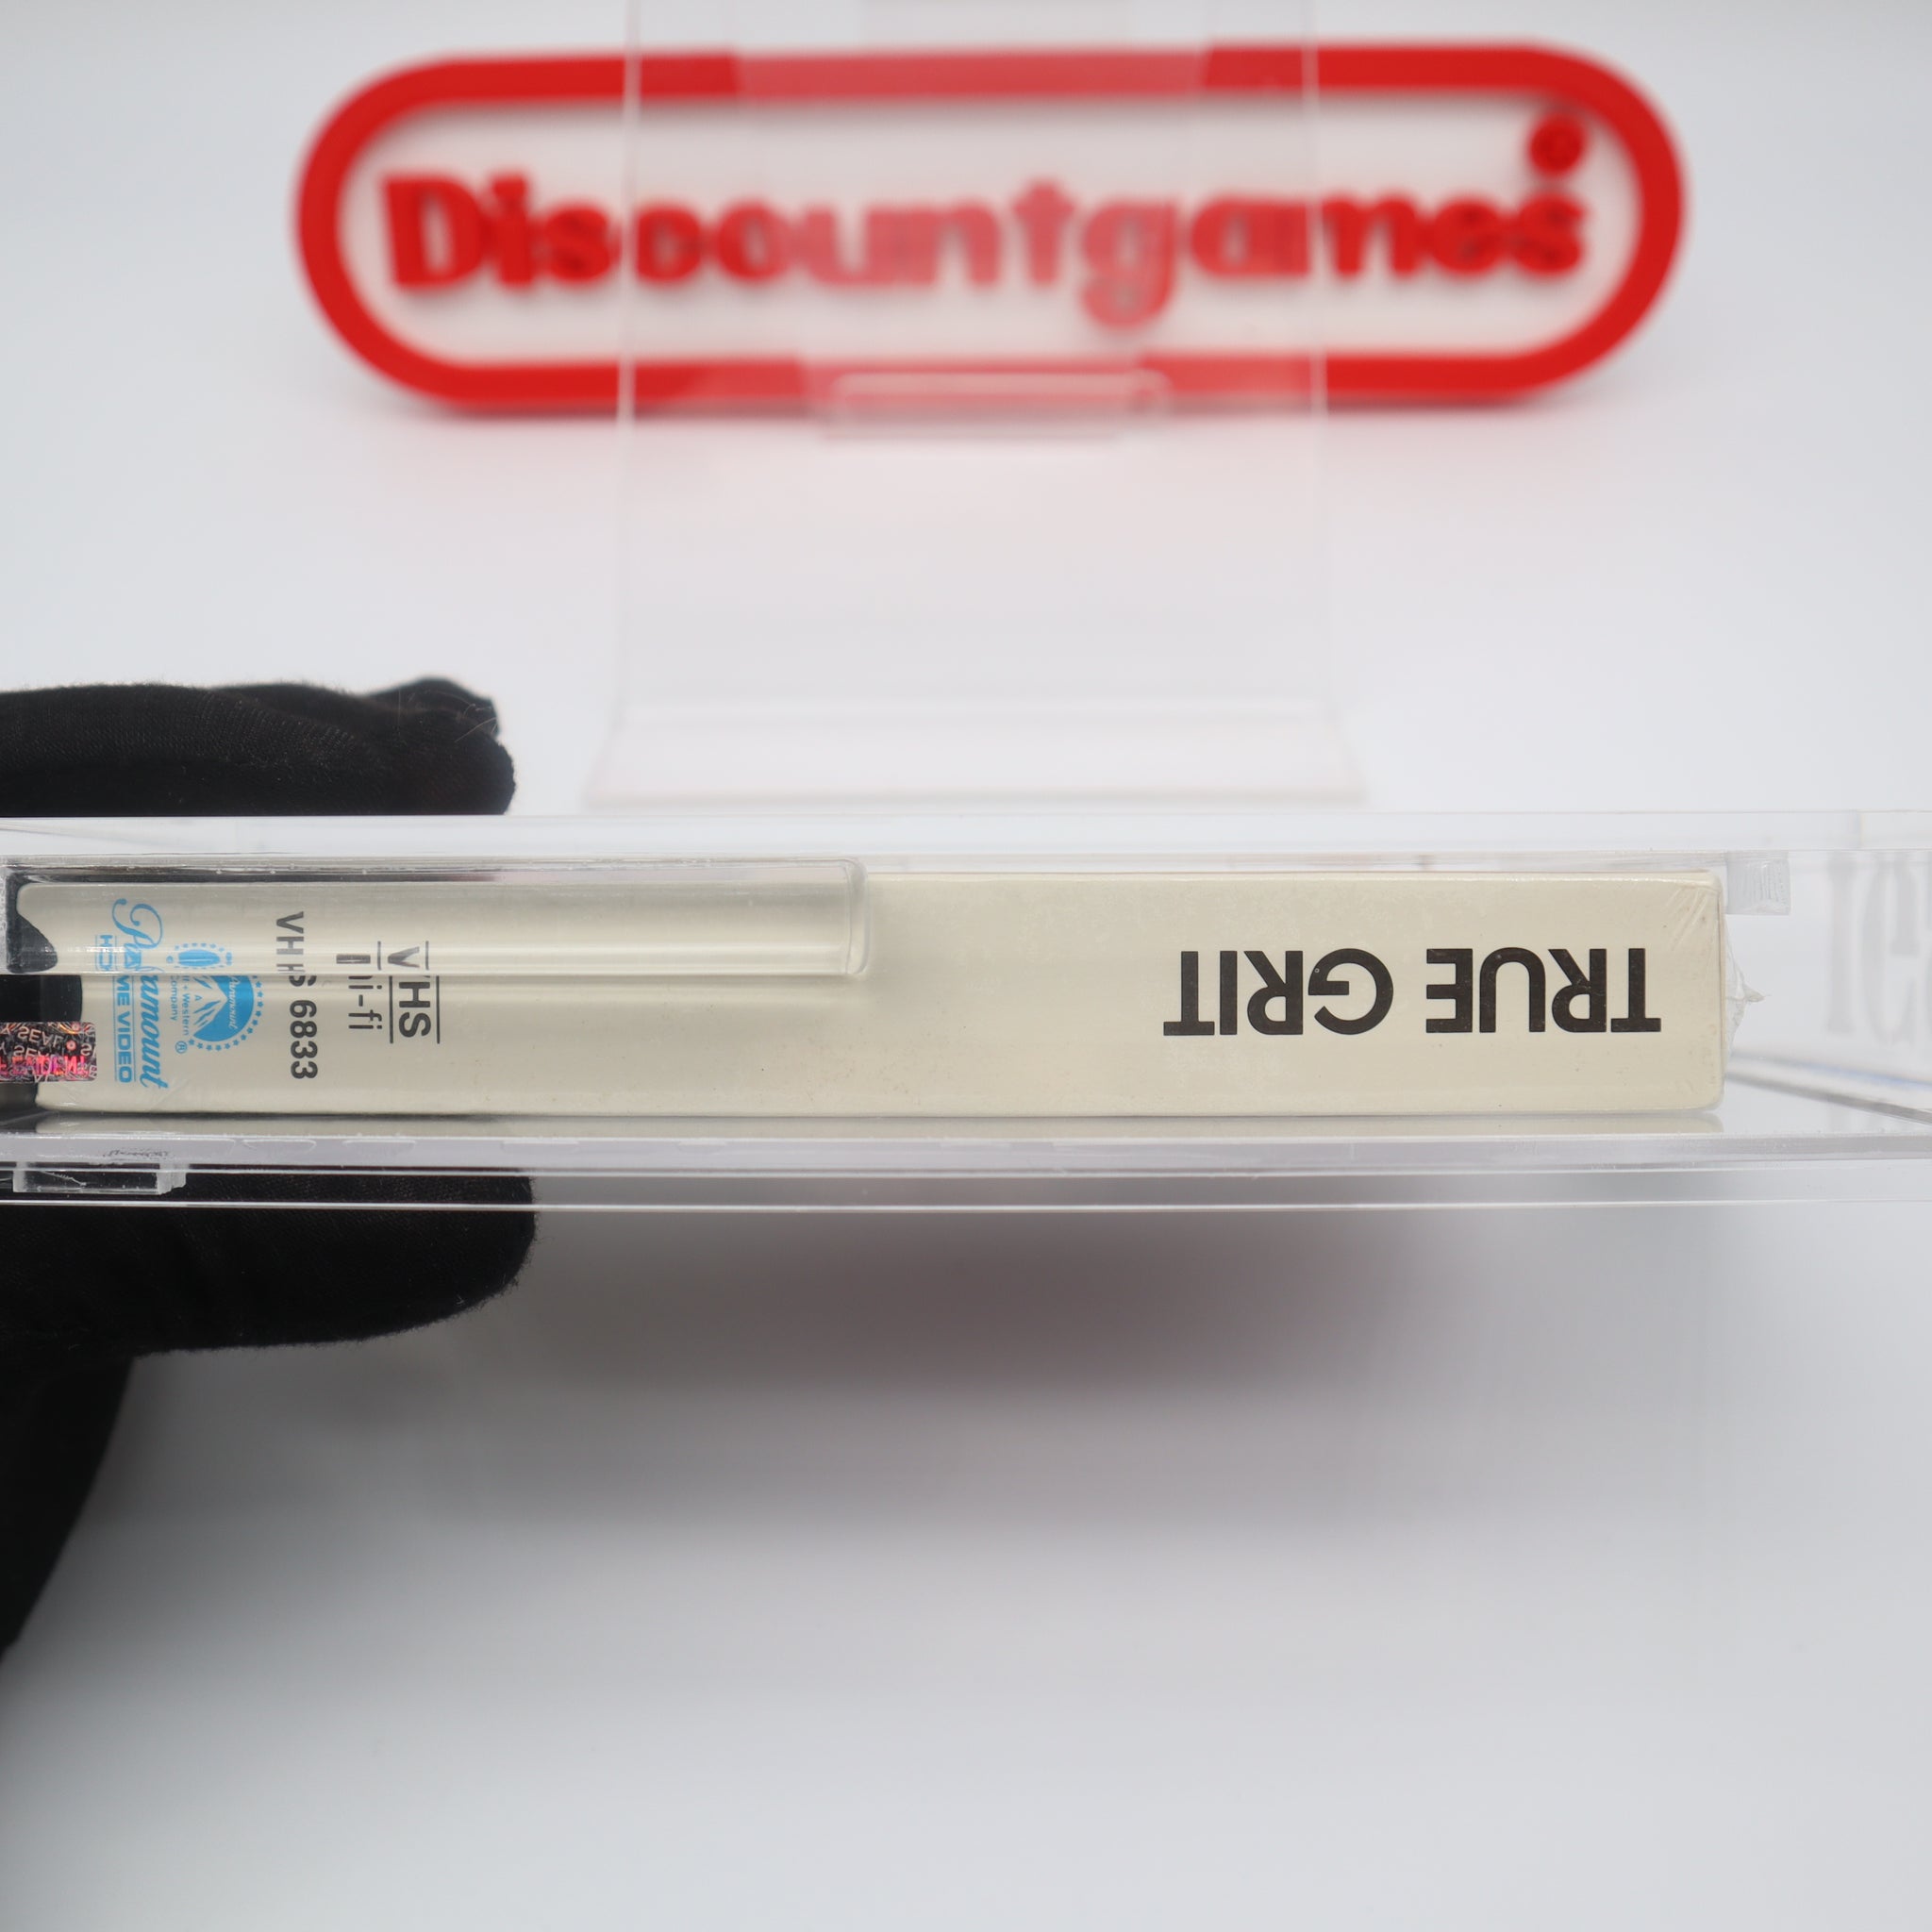 Discountgames
TRUE GRIT
VHS
hi-fi
VHS 6833
Paramount
HOME VIDEO